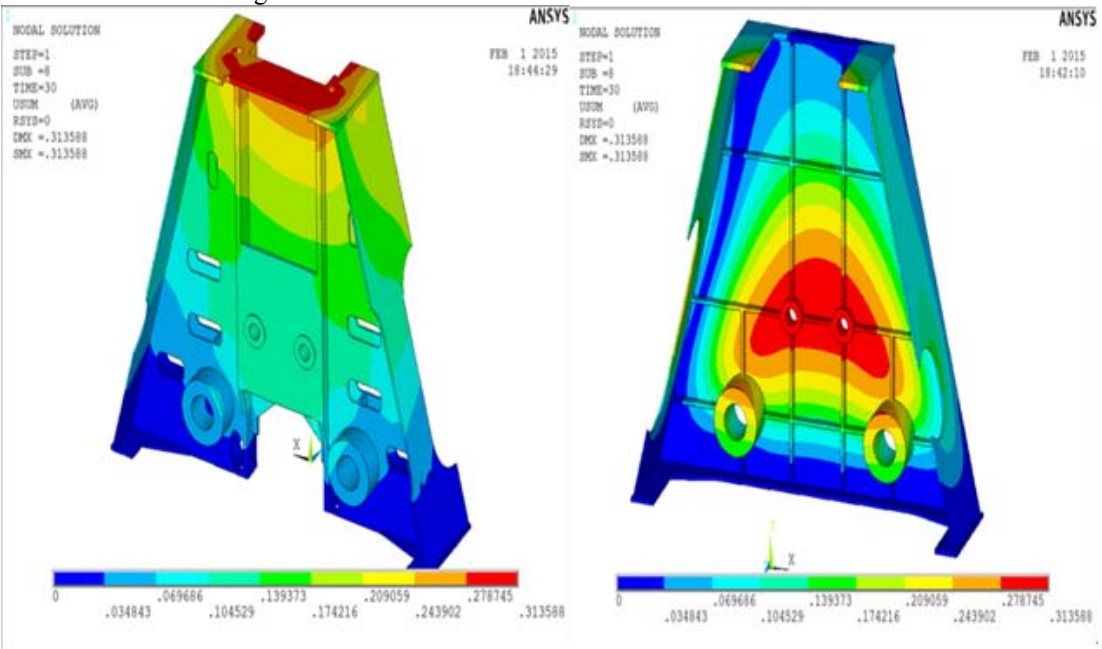 1
NODAL SOLUTION
STEP=1
SUB =8
TIME=30
USUM (AVG)
RSYS=0
DMX =.313588
SMX =.313588
ANSYS
FEB 1 2015
18:44:29
X
0 .069686 .139373 .209059 .278745
.034843 .104529 .174216 .243902 .313588
1
NODAL SOLUTION
STEP=1
SUB =8
TIME=30
USUM (AVG)
RSYS=0
DMX =.313588
SMX =.313588
ANSYS
FEB 1 2015
18:42:10
X
0 .069686 .139373 .209059 .278745
.034843 .104529 .174216 .243902 .313588